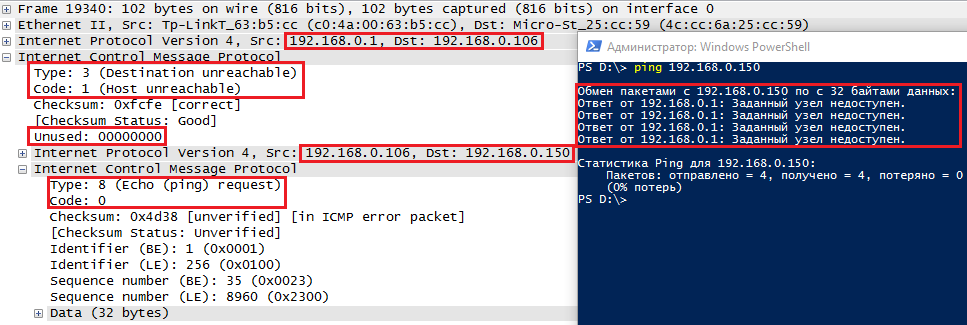 Frame 19340: 102 bytes on wire (816 bits), 102 bytes captured (816 bits) on interface 0
Ethernet II, Src: Tp-LinkT_63:b5:cc (c0:4a:00:63:b5:cc), Dst: Micro-St_25:cc:59 (4c:cc:6a:25:cc:59)
Internet Protocol Version 4, Src: 192.168.0.1, Dst: 192.168.0.106
Internet Control Message Protocol
Type: 3 (Destination unreachable)
Code: 1 (Host unreachable)
Checksum: 0xfcfe [correct]
[Checksum Status: Good]
Unused: 00000000
Internet Protocol Version 4, Src: 192.168.0.106, Dst: 192.168.0.150
Internet Control Message Protocol
Type: 8 (Echo (ping) request)
Code: 0
Checksum: 0x4d38 [unverified] [in ICMP error packet]
[Checksum Status: Unverified]
Identifier (BE): 1 (0x0001)
Identifier (LE): 256 (0x0100)
Sequence number (BE): 35 (0x0023)
Sequence number (LE): 8960 (0x2300)
Data (32 bytes)
Администратор: Windows PowerShell
PS D:\> ping 192.168.0.150
Обмен пакетами с 192.168.0.150 по с 32 байтами данных:
Ответ от 192.168.0.1: Заданный узел недоступен.
Ответ от 192.168.0.1: Заданный узел недоступен.
Ответ от 192.168.0.1: Заданный узел недоступен.
Ответ от 192.168.0.1: Заданный узел недоступен.
Статистика Ping для 192.168.0.150:
Пакетов: отправлено = 4, получено = 4, потеряно = 0
(0% потерь)
PS D:\>